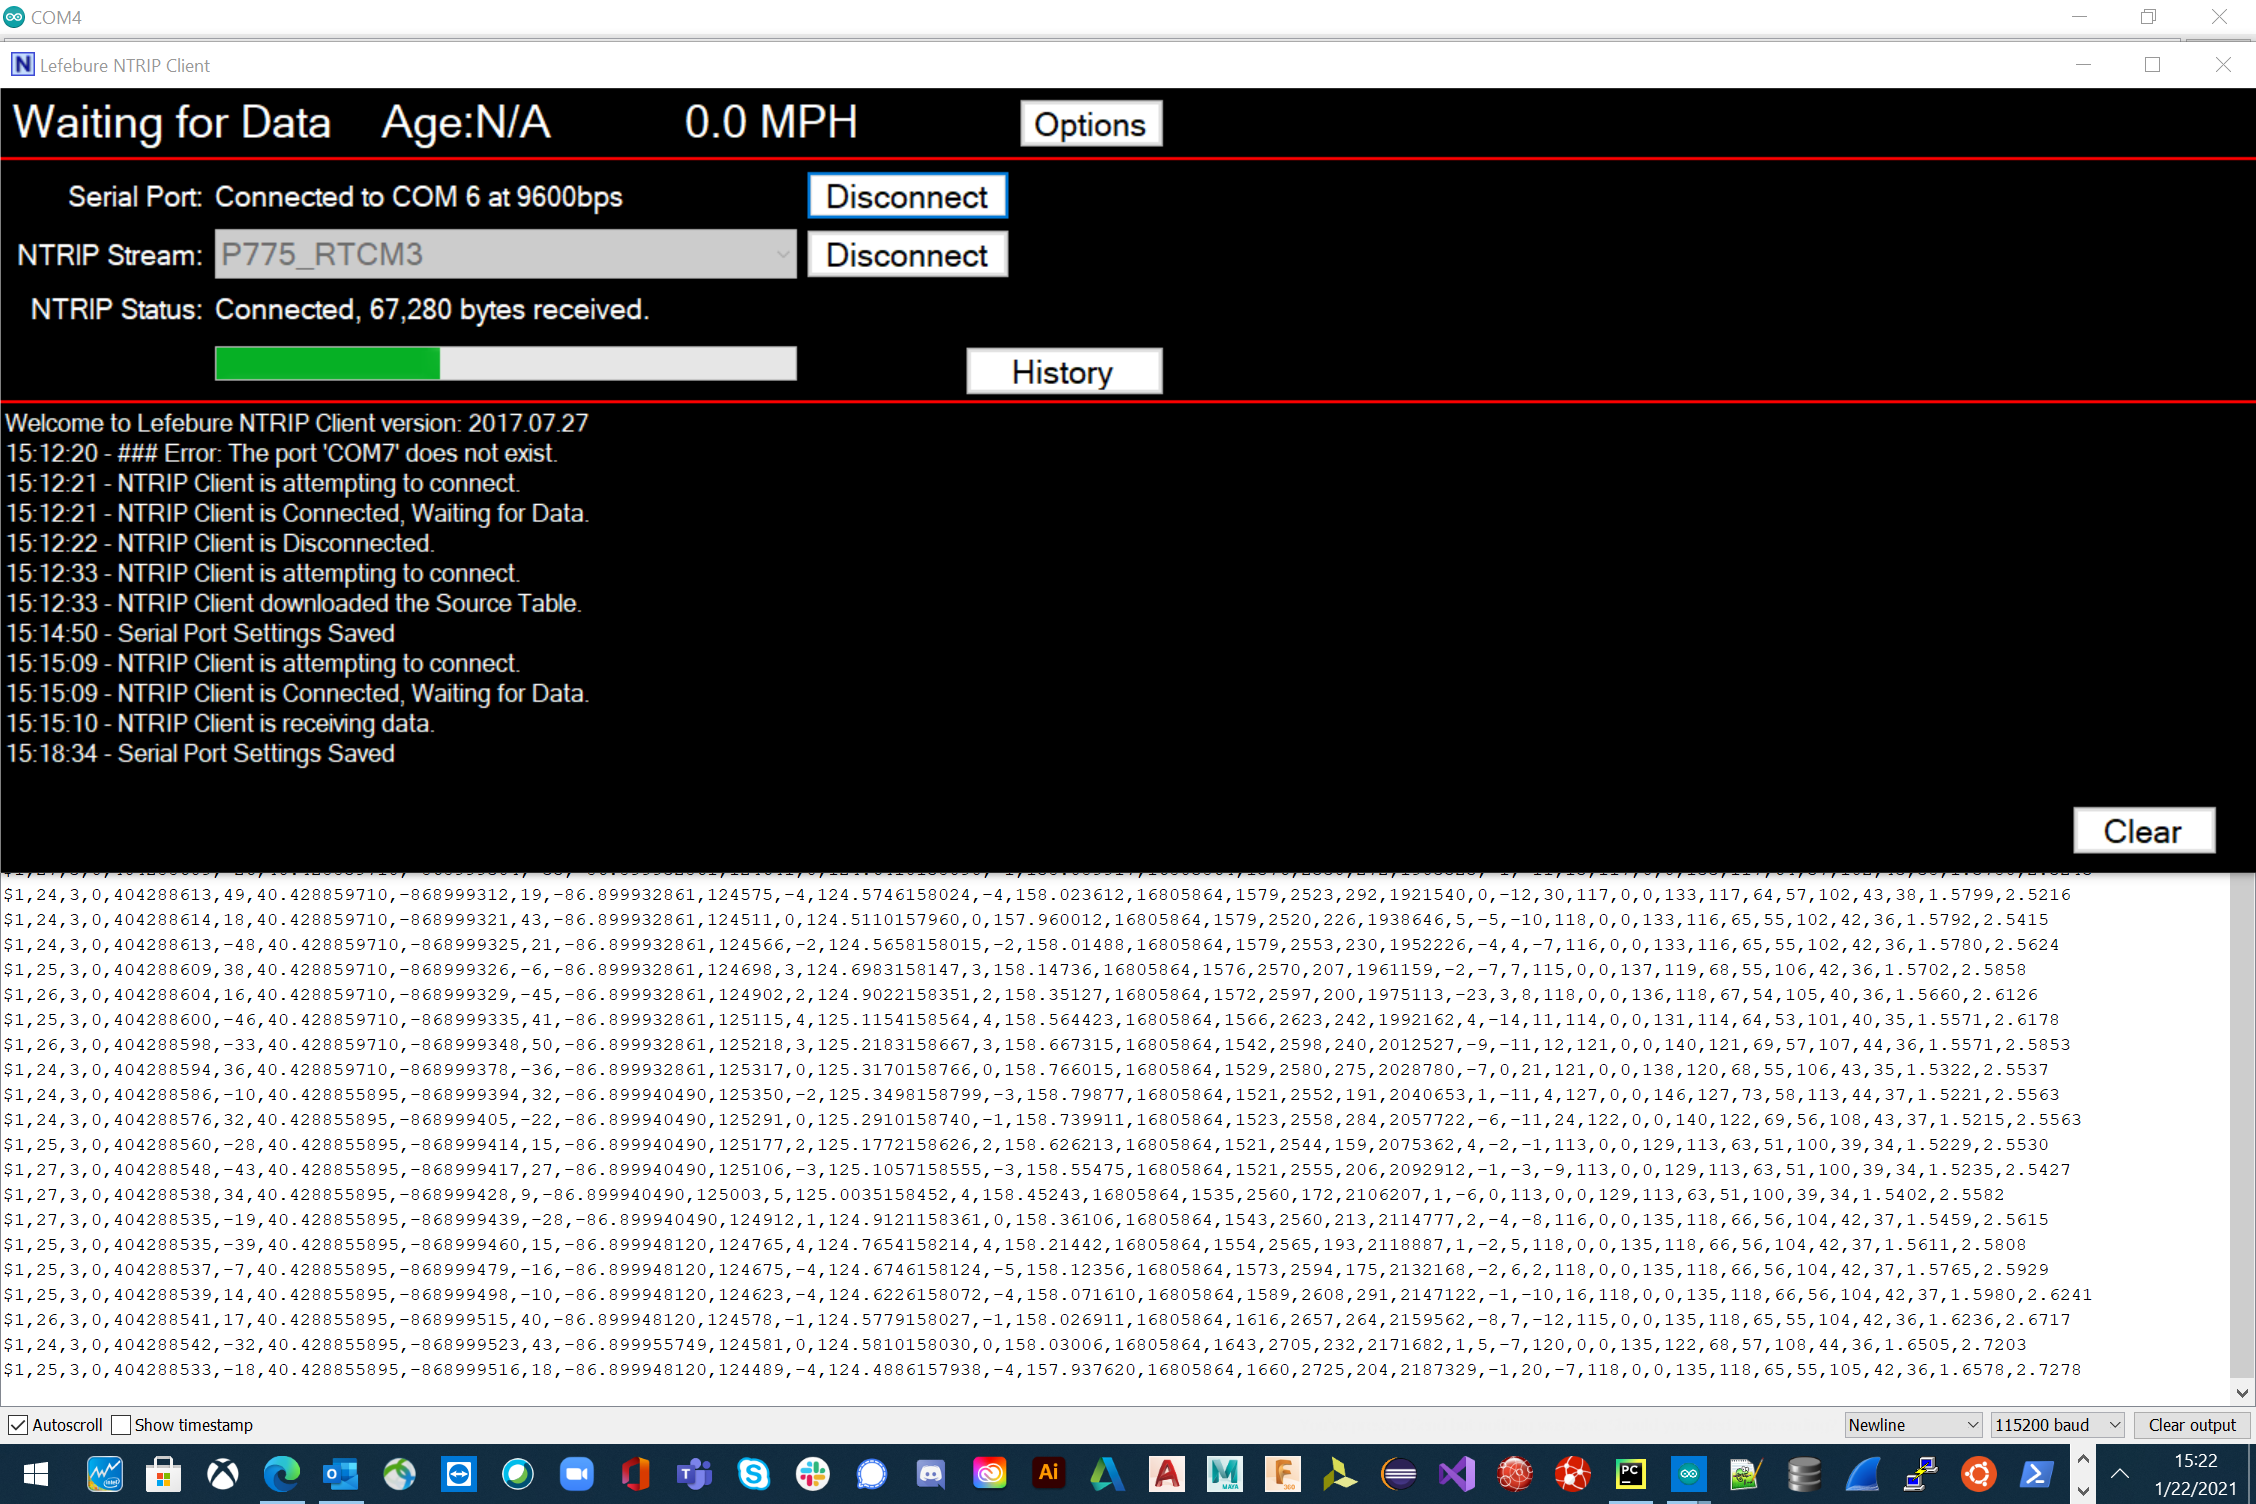 COM4
Lefebure NTRIP Client
Waiting for Data Age:N/A 0.0 MPH Options
Serial Port: Connected to COM 6 at 9600bps Disconnect
NTRIP Stream: P775_RTCM3 Disconnect
NTRIP Status: Connected, 67,280 bytes received.
History
Welcome to Lefebure NTRIP Client version: 2017.07.27
15:12:20 - ### Error: The port 'COM7' does not exist.
15:12:21 - NTRIP Client is attempting to connect.
15:12:21 - NTRIP Client is Connected, Waiting for Data.
15:12:22 - NTRIP Client is Disconnected.
15:12:33 - NTRIP Client is attempting to connect.
15:12:33 - NTRIP Client downloaded the Source Table.
15:14:50 - Serial Port Settings Saved
15:15:09 - NTRIP Client is attempting to connect.
15:15:09 - NTRIP Client is Connected, Waiting for Data.
15:15:10 - NTRIP Client is receiving data.
15:18:34 - Serial Port Settings Saved
Clear
$1,24,3,0,404288613,49,40.428859710,-868999312,19,-86.899932861,124575,-4,124.5746158024,-4,158.023612,16805864,1579,2523,292,1921540,0,-12,30,117,0,0,133,117,64,57,102,43,38,1.5799,2.5216
$1,24,3,0,404288614,18,40.428859710,-868999321,43,-86.899932861,124511,0,124.5110157960,0,157.960012,16805864,1579,2520,226,1938646,5,-5,-10,118,0,0,133,116,65,55,102,42,36,1.5792,2.5415
$1,24,3,0,404288613,-48,40.428859710,-868999325,21,-86.899932861,124566,-2,124.5658158015,-2,158.01488,16805864,1579,2553,230,1952226,-4,4,-7,116,0,0,133,116,65,55,102,42,36,1.5780,2.5624
$1,25,3,0,404288609,38,40.428859710,-868999326,-6,-86.899932861,124698,3,124.6983158147,3,158.14736,16805864,1576,2570,207,1961159,-2,-7,7,115,0,0,137,119,68,55,106,42,36,1.5702,2.5858
$1,26,3,0,404288604,16,40.428859710,-868999329,-45,-86.899932861,124902,2,124.9022158351,2,158.35127,16805864,1572,2597,200,1975113,-23,3,8,118,0,0,136,118,67,54,105,40,36,1.5660,2.6126
$1,25,3,0,404288600,-46,40.428859710,-868999335,41,-86.899932861,125115,4,125.1154158564,4,158.564423,16805864,1566,2623,242,1992162,4,-14,11,114,0,0,131,114,64,53,101,40,35,1.5571,2.6178
$1,26,3,0,404288598,-33,40.428859710,-868999348,50,-86.899932861,125218,3,125.2183158667,3,158.667315,16805864,1542,2598,240,2012527,-9,-11,12,121,0,0,140,121,69,57,107,44,36,1.5571,2.5853
$1,24,3,0,404288594,36,40.428859710,-868999378,-36,-86.899932861,125317,0,125.3170158766,0,158.766015,16805864,1529,2580,275,2028780,-7,0,21,121,0,0,138,120,68,55,106,43,35,1.5322,2.5537
$1,24,3,0,404288586,-10,40.428855895,-868999394,32,-86.899940490,125350,-2,125.3498158799,-3,158.79877,16805864,1521,2552,191,2040653,1,-11,4,127,0,0,146,127,73,58,113,44,37,1.5221,2.5563
$1,24,3,0,404288576,32,40.428855895,-868999405,-22,-86.899940490,125291,0,125.2910158740,-1,158.739911,16805864,1523,2558,284,2057722,-6,-11,24,122,0,0,140,122,69,56,108,43,37,1.5215,2.5563
$1,25,3,0,404288560,-28,40.428855895,-868999414,15,-86.899940490,125177,2,125.1772158626,2,158.626213,16805864,1521,2544,159,2075362,4,-2,-1,113,0,0,129,113,63,51,100,39,34,1.5229,2.5530
$1,27,3,0,404288548,-43,40.428855895,-868999417,27,-86.899940490,125106,-3,125.1057158555,-3,158.55475,16805864,1521,2555,206,2092912,-1,-3,-9,113,0,0,129,113,63,51,100,39,34,1.5235,2.5427
$1,27,3,0,404288538,34,40.428855895,-868999428,9,-86.899940490,125003,5,125.0035158452,4,158.45243,16805864,1535,2560,172,2106207,1,-6,0,113,0,0,129,113,63,51,100,39,34,1.5402,2.5582
$1,27,3,0,404288535,-19,40.428855895,-868999439,-28,-86.899940490,124912,1,124.9121158361,0,158.36106,16805864,1543,2560,213,2114777,2,-4,-8,116,0,0,135,118,66,56,104,42,37,1.5459,2.5615
$1,25,3,0,404288535,-39,40.428855895,-868999460,15,-86.899948120,124765,4,124.7654158214,4,158.21442,16805864,1554,2565,193,2118887,1,-2,5,118,0,0,135,118,66,56,104,42,37,1.5611,2.5808
$1,25,3,0,404288537,-7,40.428855895,-868999479,-16,-86.899948120,124675,-4,124.6746158124,-5,158.12356,16805864,1573,2594,175,2132168,-2,6,2,118,0,0,135,118,66,56,104,42,37,1.5765,2.5929
$1,25,3,0,404288539,14,40.428855895,-868999498,-10,-86.899948120,124623,-4,124.6226158072,-4,158.071610,16805864,1589,2608,291,2147122,-1,-10,16,118,0,0,135,118,66,56,104,42,37,1.5980,2.6241
$1,26,3,0,404288541,17,40.428855895,-868999515,40,-86.899948120,124578,-1,124.5779158027,-1,158.026911,16805864,1616,2657,264,2159562,-8,7,-12,115,0,0,135,118,65,55,104,42,36,1.6236,2.6717
$1,24,3,0,404288542,-32,40.428855895,-868999523,43,-86.899955749,124581,0,124.5810158030,0,158.03006,16805864,1643,2705,232,2171682,1,5,-7,120,0,0,135,122,68,57,108,44,36,1.6505,2.7203
$1,25,3,0,404288533,-18,40.428855895,-868999516,18,-86.899948120,124489,-4,124.4886157938,-4,157.937620,16805864,1660,2725,204,2187329,-1,20,-7,118,0,0,135,118,65,55,105,42,36,1.6578,2.7278
Autoscroll Show timestamp Newline 115200 baud Clear output
15:22
1/22/2021